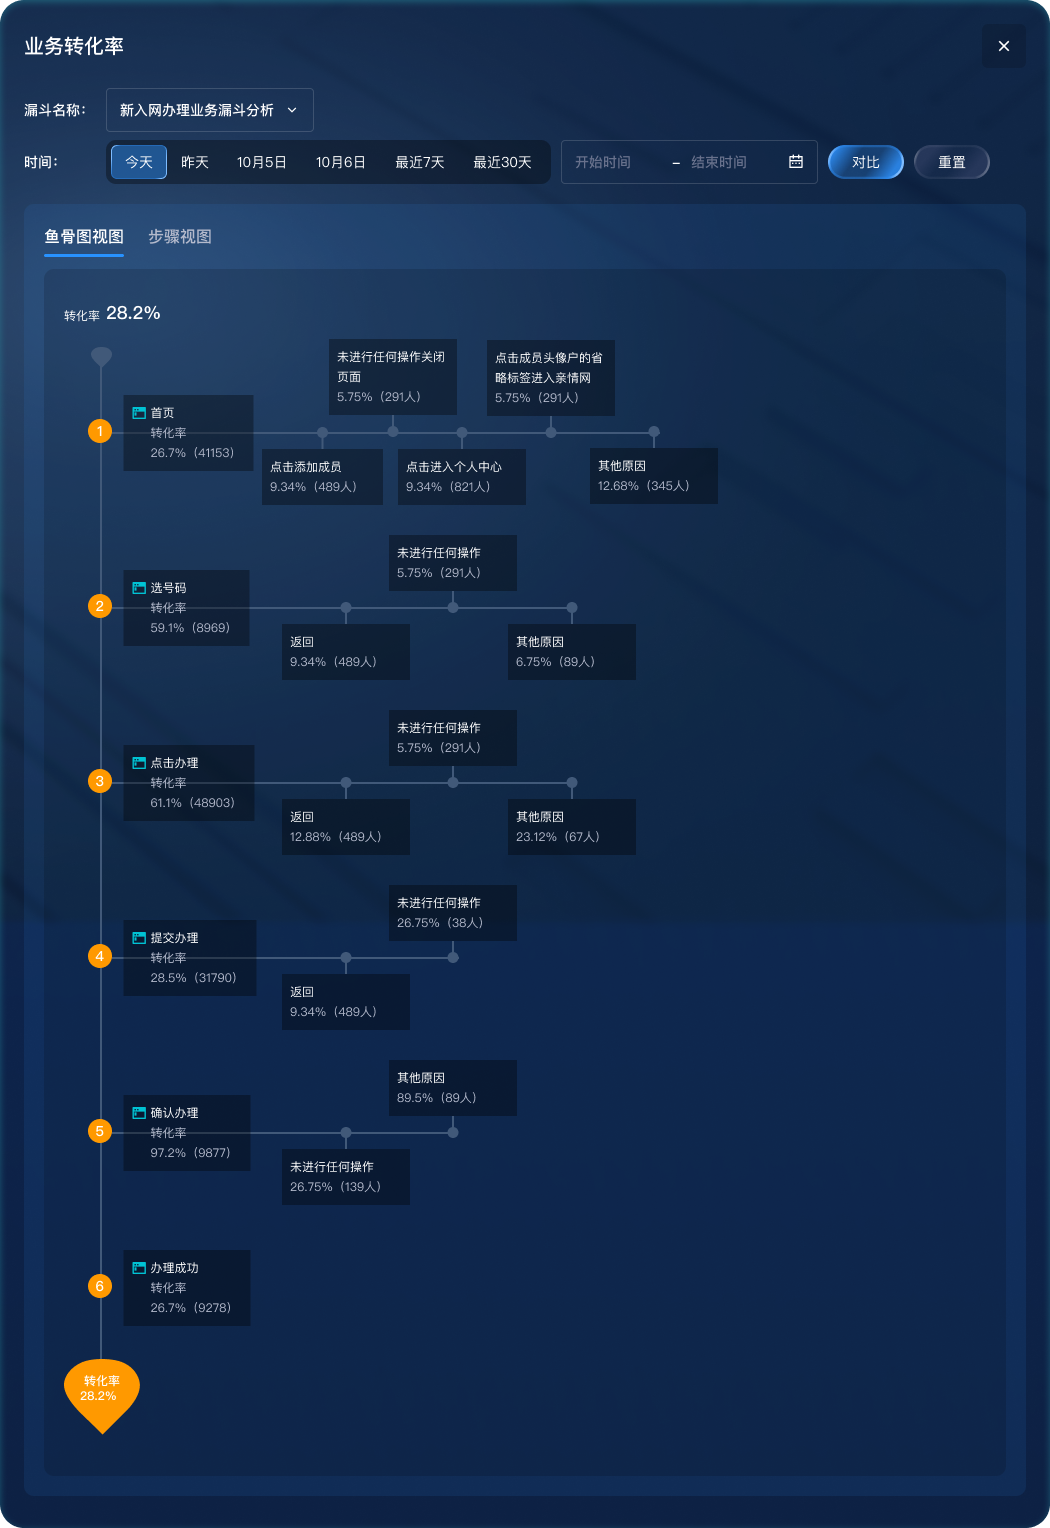 业务转化率
漏斗名称：
新入网办理业务漏斗分析
时间：
今天
昨天
10月5日
10月6日
最近7天
最近30天
开始时间
–
结束时间
对比
重置
鱼骨图视图
步骤视图
转化率 28.2%
未进行任何操作关闭
页面
5.75%（291人）
点击成员头像户的省
略标签进入亲情网
5.75%（291人）
1
首页
转化率
26.7%（41153）
点击添加成员
9.34%（489人）
点击进入个人中心
9.34%（821人）
其他原因
12.68%（345人）
未进行任何操作
5.75%（291人）
2
选号码
转化率
59.1%（8969）
返回
9.34%（489人）
其他原因
6.75%（89人）
未进行任何操作
5.75%（291人）
3
点击办理
转化率
61.1%（48903）
返回
12.88%（489人）
其他原因
23.12%（67人）
未进行任何操作
26.75%（38人）
4
提交办理
转化率
28.5%（31790）
返回
9.34%（489人）
其他原因
89.5%（89人）
5
确认办理
转化率
97.2%（9877）
未进行任何操作
26.75%（139人）
6
办理成功
转化率
26.7%（9278）
转化率
28.2%